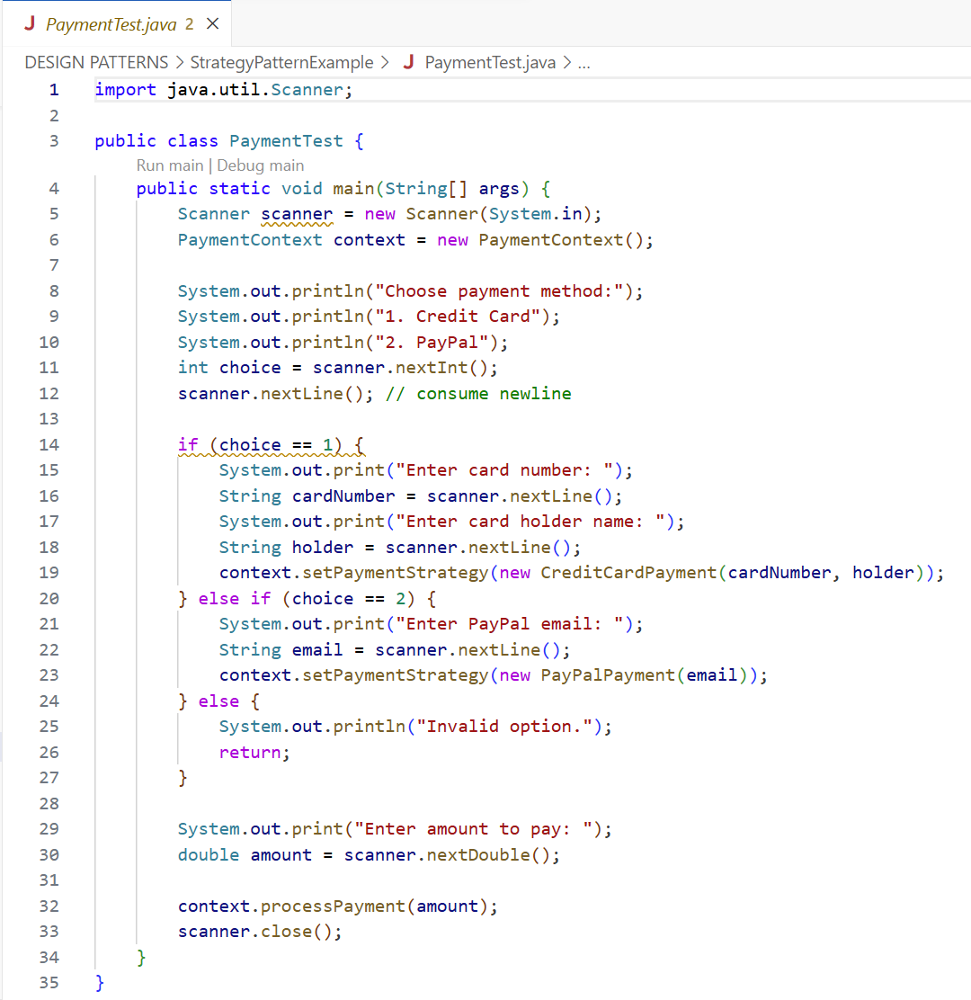 PaymentTest.java 2 ×
DESIGN PATTERNS > StrategyPatternExample > J PaymentTest.java > ...
1 import java.util.Scanner;
2
3 public class PaymentTest {
Run main | Debug main
4     public static void main(String[] args) {
5         Scanner scanner = new Scanner(System.in);
6         PaymentContext context = new PaymentContext();
7
8         System.out.println("Choose payment method:");
9         System.out.println("1. Credit Card");
10         System.out.println("2. PayPal");
11         int choice = scanner.nextInt();
12         scanner.nextLine(); // consume newline
13
14         if (choice == 1) {
15             System.out.print("Enter card number: ");
16             String cardNumber = scanner.nextLine();
17             System.out.print("Enter card holder name: ");
18             String holder = scanner.nextLine();
19             context.setPaymentStrategy(new CreditCardPayment(cardNumber, holder));
20         } else if (choice == 2) {
21             System.out.print("Enter PayPal email: ");
22             String email = scanner.nextLine();
23             context.setPaymentStrategy(new PayPalPayment(email));
24         } else {
25             System.out.println("Invalid option.");
26             return;
27         }
28
29         System.out.print("Enter amount to pay: ");
30         double amount = scanner.nextDouble();
31
32         context.processPayment(amount);
33         scanner.close();
34     }
35 }